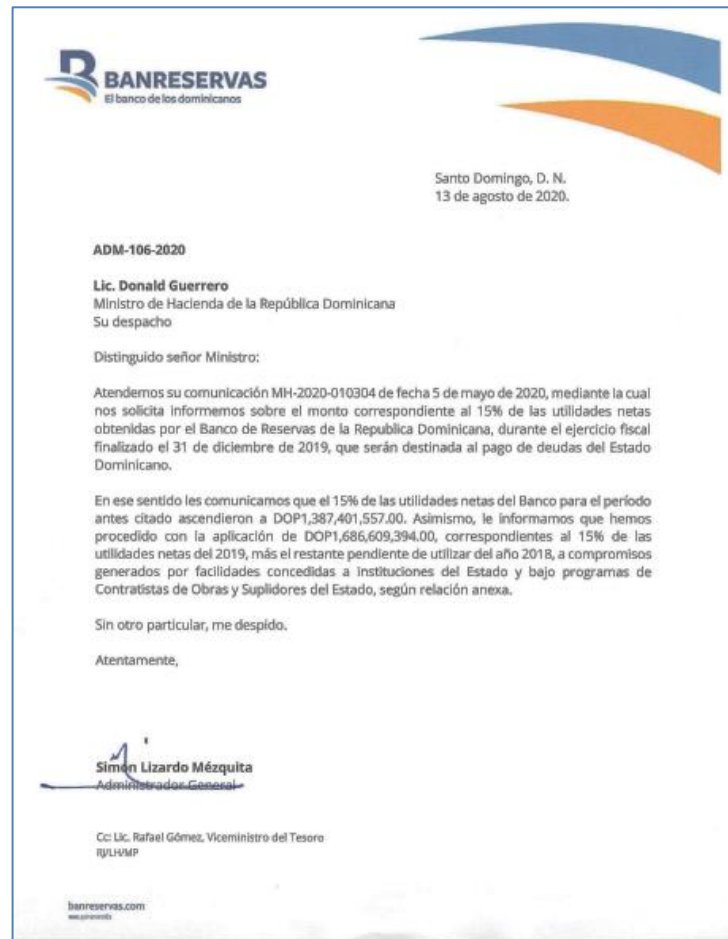 BANRESERVAS
El banco de los dominicanos
Santo Domingo, D. N.
13 de agosto de 2020.
ADM-106-2020
Lic. Donald Guerrero
Ministro de Hacienda de la República Dominicana
Su despacho
Distinguido señor Ministro:
Atendemos su comunicación MH-2020-010304 de fecha 5 de mayo de 2020, mediante la cual
nos solicita informemos sobre el monto correspondiente al 15% de las utilidades netas
obtenidas por el Banco de Reservas de la Republica Dominicana, durante el ejercicio fiscal
finalizado el 31 de diciembre de 2019, que serán destinada al pago de deudas del Estado
Dominicano.
En ese sentido les comunicamos que el 15% de las utilidades netas del Banco para el período
antes citado ascendieron a DOP1,387,401,557.00. Asimismo, le informamos que hemos
procedido con la aplicación de DOP1,686,609,394.00, correspondientes al 15% de las
utilidades netas del 2019, más el restante pendiente de utilizar del año 2018, a compromisos
generados por facilidades concedidas a instituciones del Estado y bajo programas de
Contratistas de Obras y Suplidores del Estado, según relación anexa.
Sin otro particular, me despido.
Atentamente,
Simón Lizardo Mézquita
Administrador General
Cc: Lic. Rafael Gómez, Viceministro del Tesoro
banreservas.com